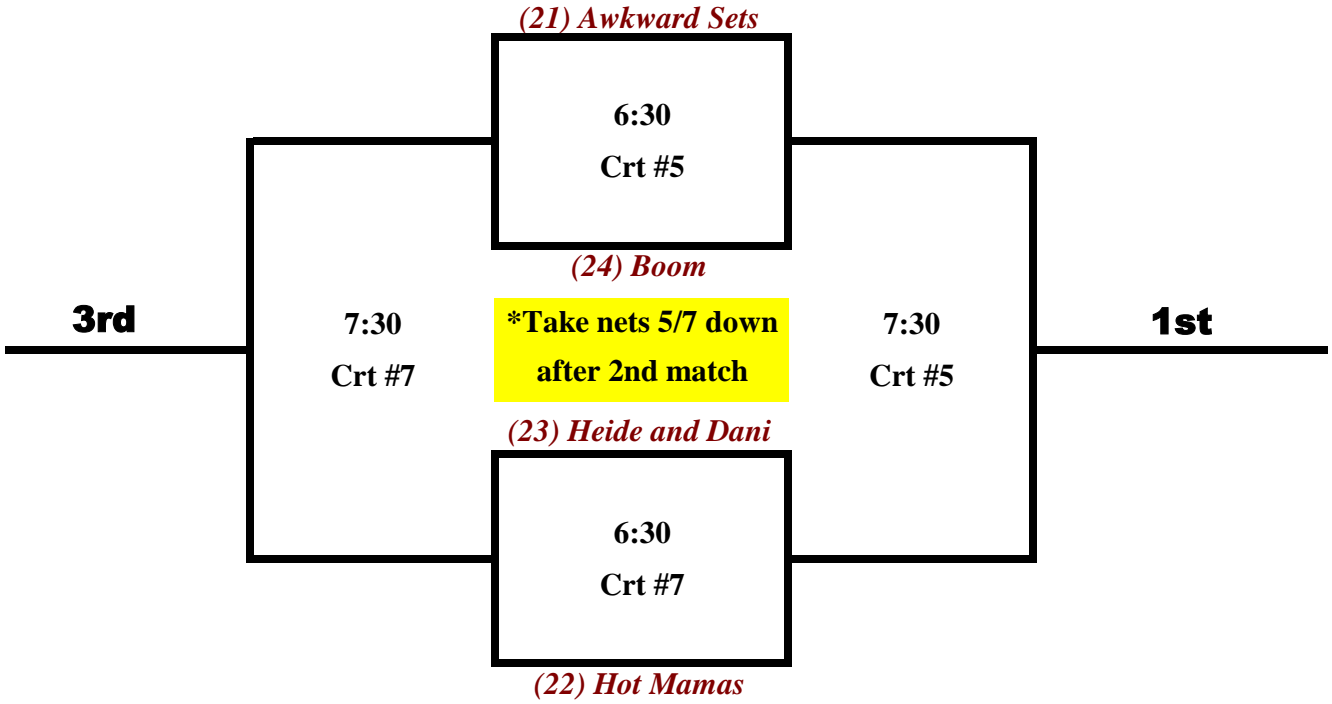 (21) Awkward Sets
6:30
Crt #5
(24) Boom
3rd
7:30
Crt #7
*Take nets 5/7 down
after 2nd match
7:30
Crt #5
1st
(23) Heide and Dani
6:30
Crt #7
(22) Hot Mamas